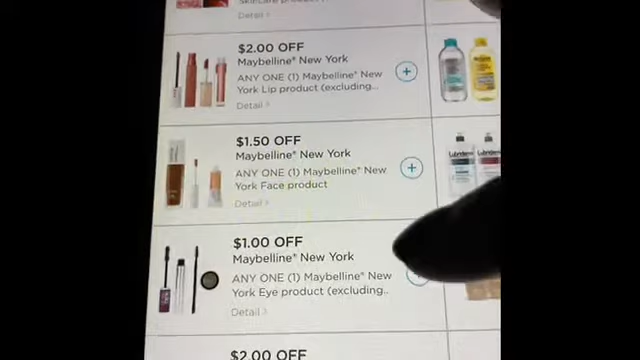 Detail >
$2.00 OFF
Maybelline® New York
ANY ONE (1) Maybelline® New
York Lip product (excluding...
Detail >
$1.50 OFF
Maybelline® New York
ANY ONE (1) Maybelline® New
York Face product
Detail >
$1.00 OFF
Maybelline® New York
ANY ONE (1) Maybelline® New
York Eye product (excluding..
Detail >
$2.00 OFF
Lubriderm